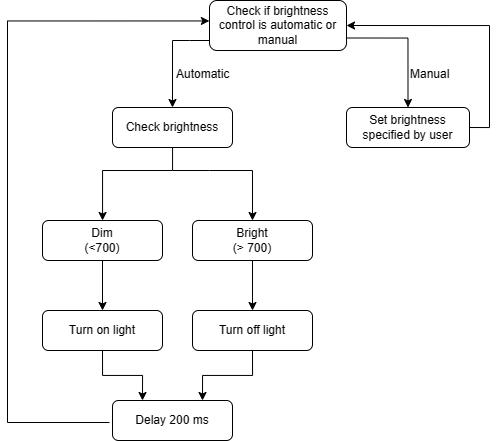 Check if brightness
control is automatic or
manual
Automatic
Manual
Check brightness
Set brightness
specified by user
Dim
(<700)
Bright
(> 700)
Turn on light
Turn off light
Delay 200 ms